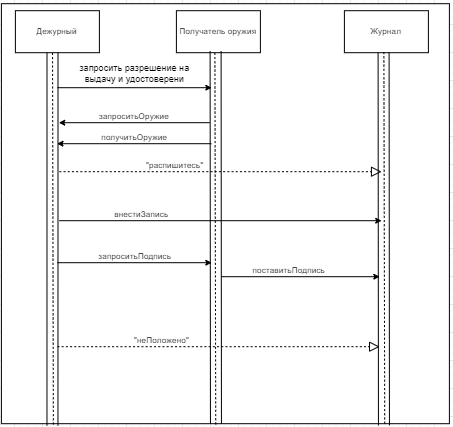 Дежурный
Получатель оружия
Журнал
запросить разрешение на
выдачу и удостоверени
запроситьОружие
получитьОружие
"распишитесь"
внестиЗапись
запроситьПодпись
поставитьПодпись
"неПоложено"